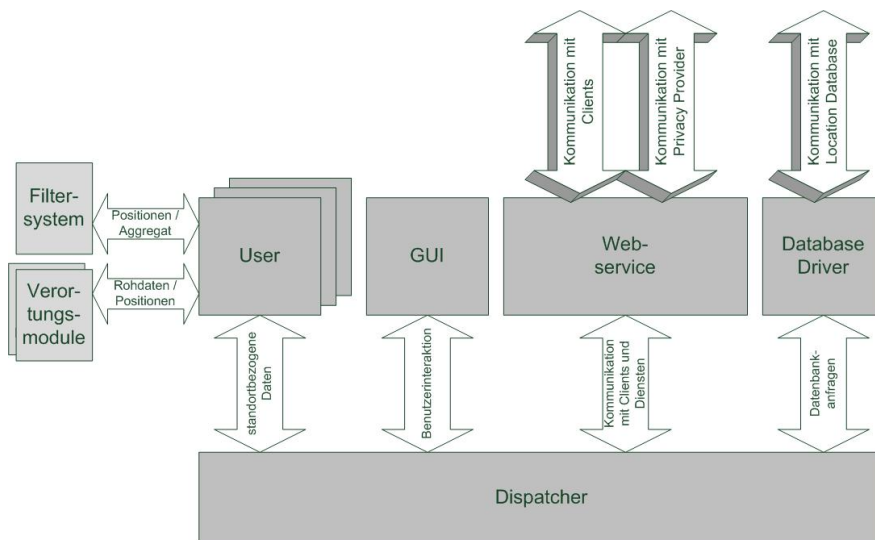 Kommunikation mit
Clients
Kommunikation mit
Privacy Provider
Kommunikation mit
Location Database
Filter-
system
Positionen /
Aggregat
User
GUI
Web-
service
Database
Driver
Veror-
tungs-
module
Rohdaten /
Positionen
standortbezogene
Daten
Benutzerinteraktion
Kommunikation
mit Clients und
Diensten
Datenbank-
anfragen
Dispatcher